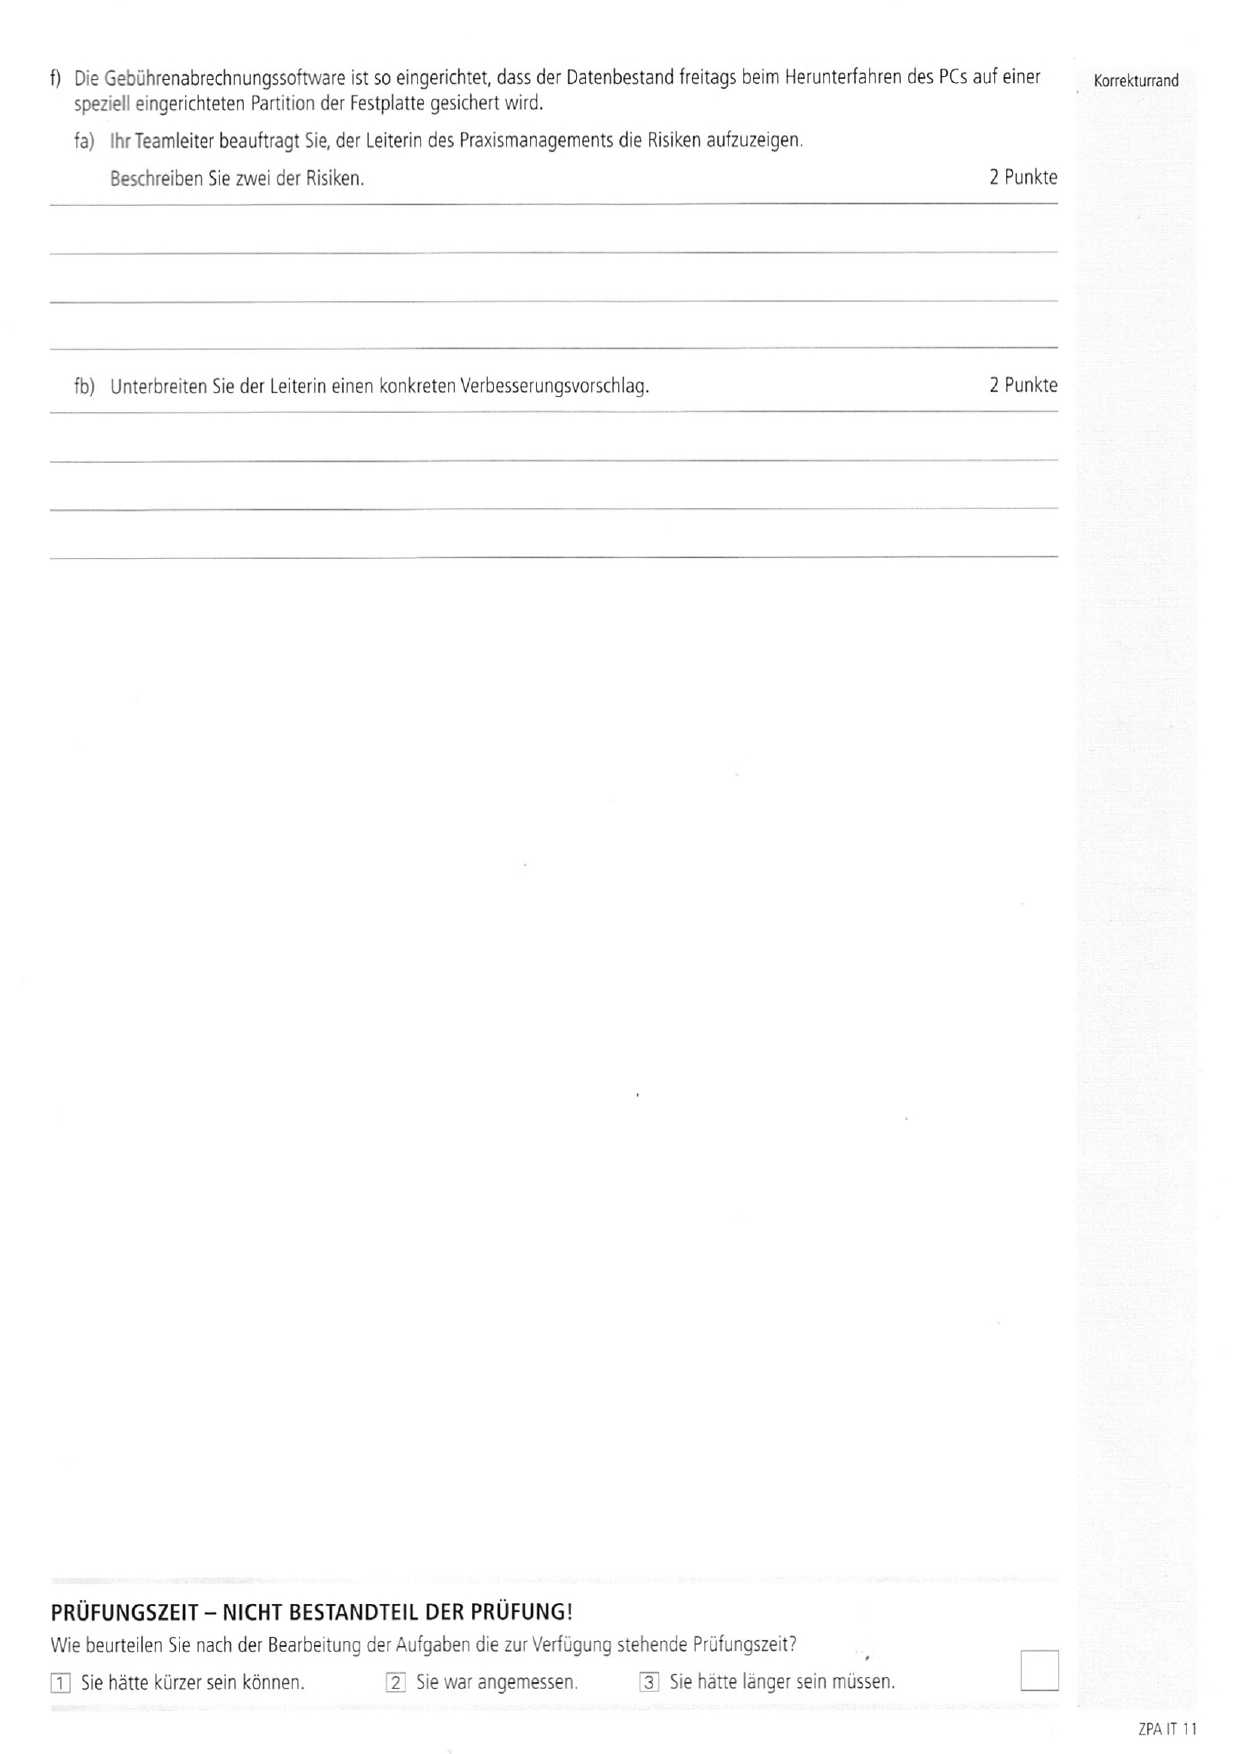 f) Die Gebührenabrechnungssoftware ist so eingerichtet, dass der Datenbestand freitags beim Herunterfahren des PCs auf einer
speziell eingerichteten Partition der Festplatte gesichert wird.
Korrekturrand
fa) Ihr Teamleiter beauftragt Sie, der Leiterin des Praxismanagements die Risiken aufzuzeigen.
Beschreiben Sie zwei der Risiken. 2 Punkte
fb) Unterbreiten Sie der Leiterin einen konkreten Verbesserungsvorschlag. 2 Punkte
PRÜFUNGSZEIT – NICHT BESTANDTEIL DER PRÜFUNG!
Wie beurteilen Sie nach der Bearbeitung der Aufgaben die zur Verfügung stehende Prüfungszeit?
1 Sie hätte kürzer sein können. 2 Sie war angemessen. 3 Sie hätte länger sein müssen.
ZPA IT 11